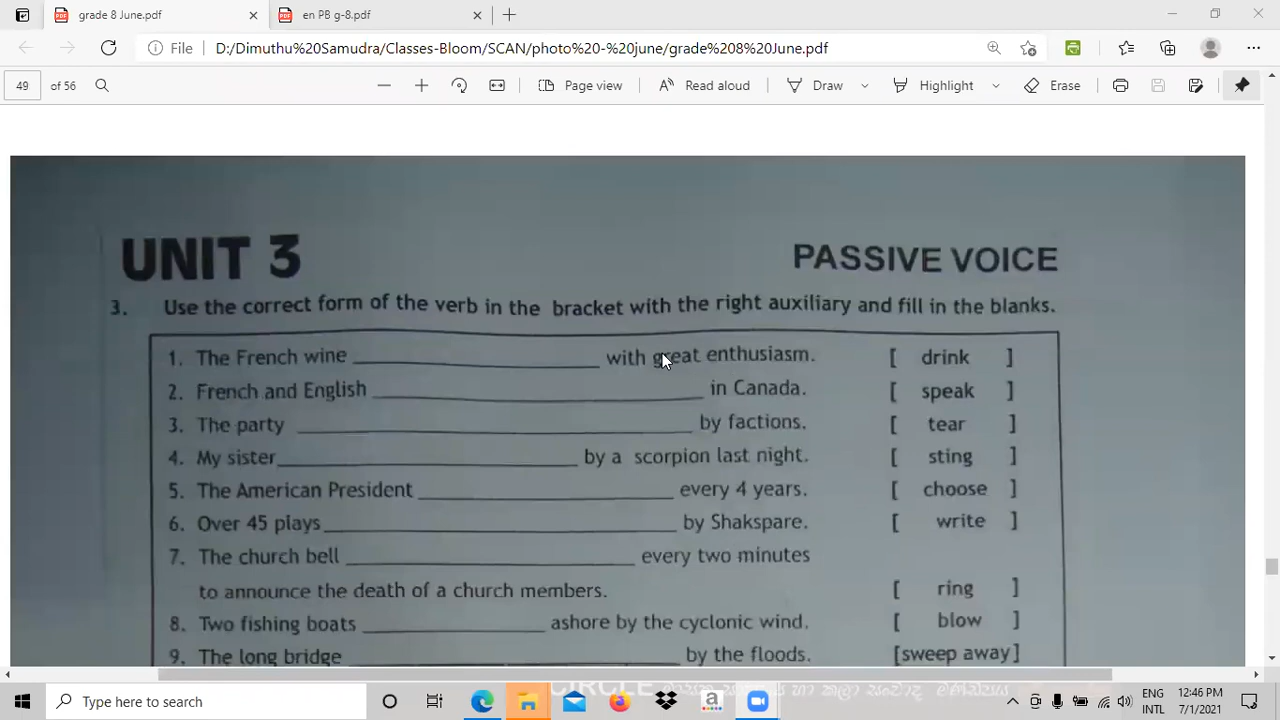 grade 8 June.pdf
en PB g-8.pdf
File D:/Dimuthu%20Samudra/Classes-Bloom/SCAN/photo%20-%20june/grade%208%20June.pdf
49 of 56 Page view Read aloud Draw Highlight Erase
UNIT 3 PASSIVE VOICE
3. Use the correct form of the verb in the bracket with the right auxiliary and fill in the blanks.
1. The French wine ____________ with great enthusiasm. [ drink ]
2. French and English ____________ in Canada. [ speak ]
3. The party ____________ by factions. [ tear ]
4. My sister____________ by a scorpion last night. [ sting ]
5. The American President ____________ every 4 years. [ choose ]
6. Over 45 plays____________ by Shakspare. [ write ]
7. The church bell ____________ every two minutes
to announce the death of a church members. [ ring ]
8. Two fishing boats ____________ ashore by the cyclonic wind. [ blow ]
9. The long bridge ____________ by the floods. [sweep away]
CIRCLE
Type here to search
a
ENG 12:46 PM
INTL 7/1/2021